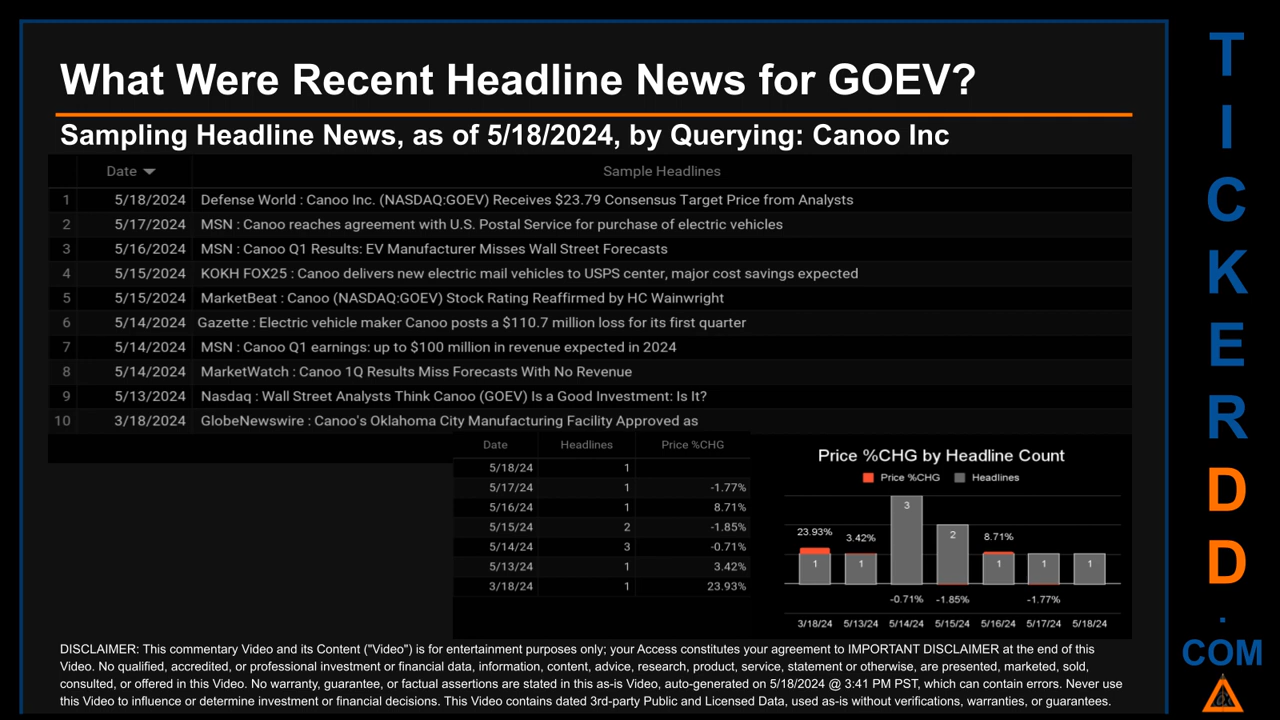 What Were Recent Headline News for GOEV?
Sampling Headline News, as of 5/18/2024, by Querying: Canoo Inc
Date Sample Headlines
1 5/18/2024 Defense World : Canoo Inc. (NASDAQ:GOEV) Receives $23.79 Consensus Target Price from Analysts
2 5/17/2024 MSN : Canoo reaches agreement with U.S. Postal Service for purchase of electric vehicles
3 5/16/2024 MSN : Canoo Q1 Results: EV Manufacturer Misses Wall Street Forecasts
4 5/15/2024 KOKH FOX25 : Canoo delivers new electric mail vehicles to USPS center, major cost savings expected
5 5/15/2024 MarketBeat : Canoo (NASDAQ:GOEV) Stock Rating Reaffirmed by HC Wainwright
6 5/14/2024 Gazette : Electric vehicle maker Canoo posts a $110.7 million loss for its first quarter
7 5/14/2024 MSN : Canoo Q1 earnings: up to $100 million in revenue expected in 2024
8 5/14/2024 MarketWatch : Canoo 1Q Results Miss Forecasts With No Revenue
9 5/13/2024 Nasdaq : Wall Street Analysts Think Canoo (GOEV) Is a Good Investment: Is It?
10 3/18/2024 GlobeNewswire : Canoo's Oklahoma City Manufacturing Facility Approved as
Date Headlines Price %CHG
5/18/24 1
5/17/24 1 -1.77%
5/16/24 1 8.71%
5/15/24 2 -1.85%
5/14/24 3 -0.71%
5/13/24 1 3.42%
3/18/24 1 23.93%
Price %CHG by Headline Count
Price %CHG Headlines
3
23.93% 3.42% 2 8.71%
1 1 1 1 1
-0.71% -1.85% -1.77%
3/18/24 5/13/24 5/14/24 5/15/24 5/16/24 5/17/24 5/18/24
DISCLAIMER: This commentary Video and its Content ("Video") is for entertainment purposes only; your Access constitutes your agreement to IMPORTANT DISCLAIMER at the end of this
Video. No qualified, accredited, or professional investment or financial data, information, content, advice, research, product, service, statement or otherwise, are presented, marketed, sold,
consulted, or offered in this Video. No warranty, guarantee, or factual assertions are stated in this as-is Video, auto-generated on 5/18/2024 @ 3:41 PM PST, which can contain errors. Never use
this Video to influence or determine investment or financial decisions. This Video contains dated 3rd-party Public and Licensed Data, used as-is without verifications, warranties, or guarantees.
T
I
C
K
E
R
D
D
.
COM